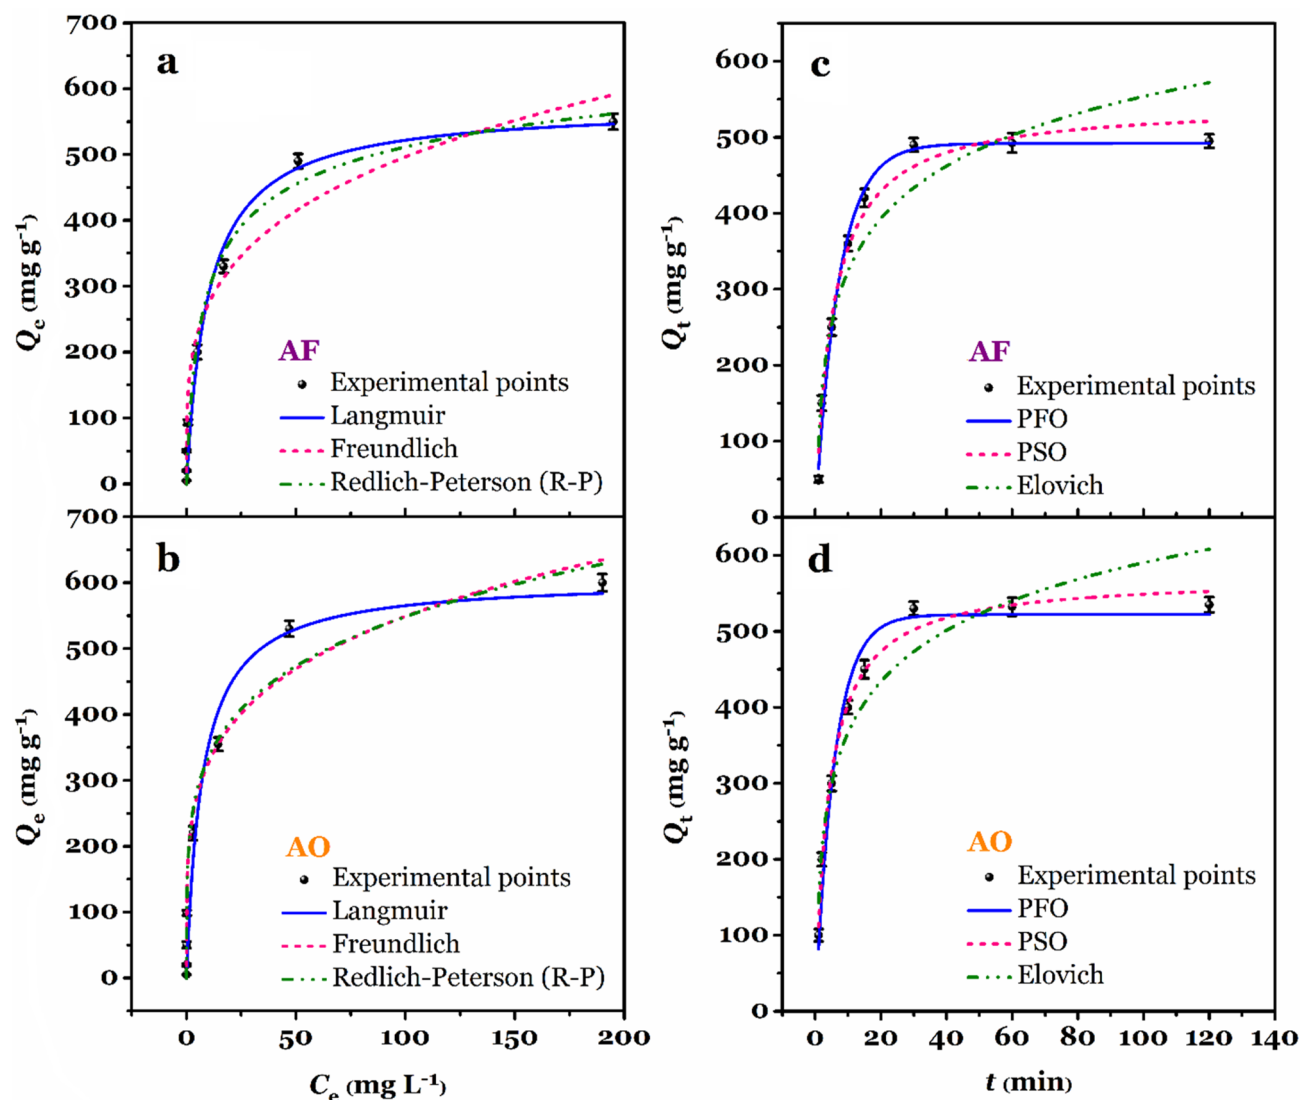 a
700
600
500
400
300
200
100
0
Qe (mg g-1)
AF
Experimental points
Langmuir
Freundlich
Redlich-Peterson (R-P)
c
600
500
400
300
200
100
0
Qt (mg g-1)
AF
Experimental points
PFO
PSO
Elovich
b
700
600
500
400
300
200
100
0
Qe (mg g-1)
AO
Experimental points
Langmuir
Freundlich
Redlich-Peterson (R-P)
0 50 100 150 200
Ce (mg L-1)
d
600
500
400
300
200
100
0
Qt (mg g-1)
AO
Experimental points
PFO
PSO
Elovich
0 20 40 60 80 100 120 140
t (min)